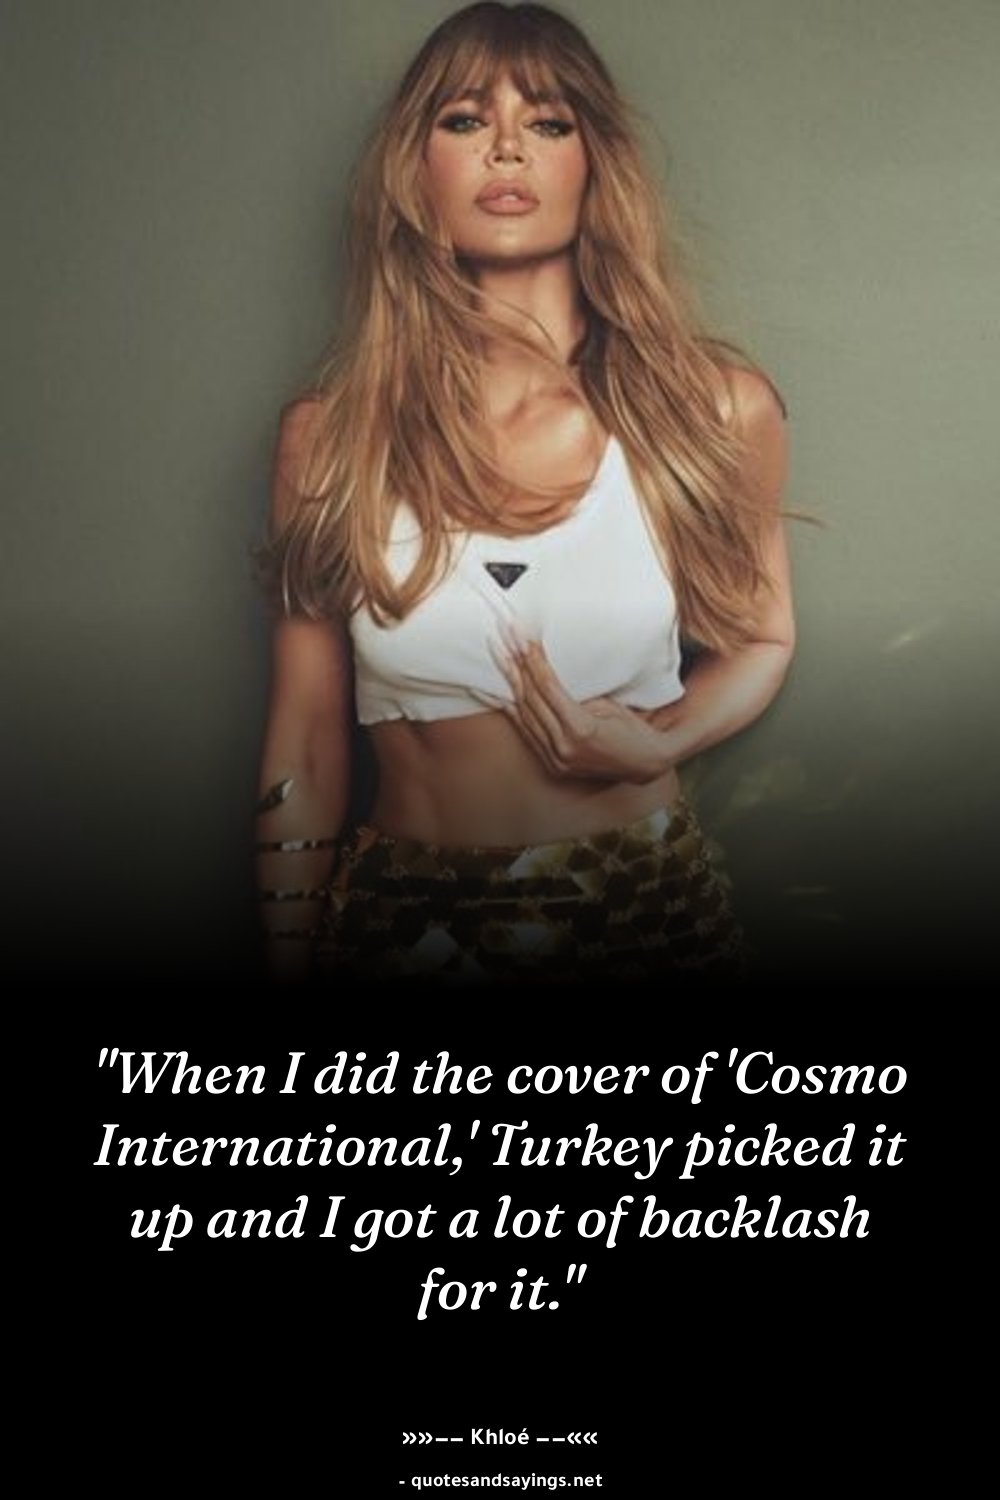 "When I did the cover of 'Cosmo
International,' Turkey picked it
up and I got a lot of backlash
for it."
»»—— Khloé ——««
- quotesandsayings.net